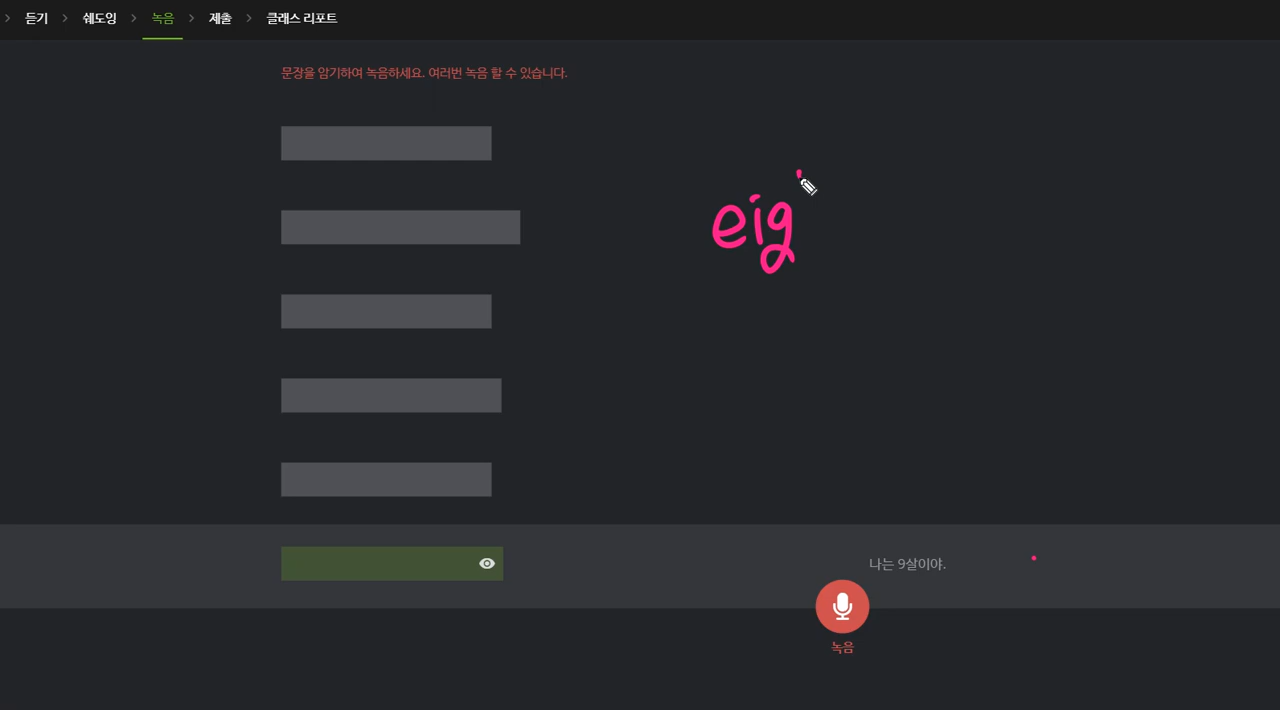 듣기 쉐도잉 녹음 제출 클래스 리포트
문장을 암기하여 녹음하세요. 여러번 녹음 할 수 있습니다.
eig
나는 9살이야.
녹음